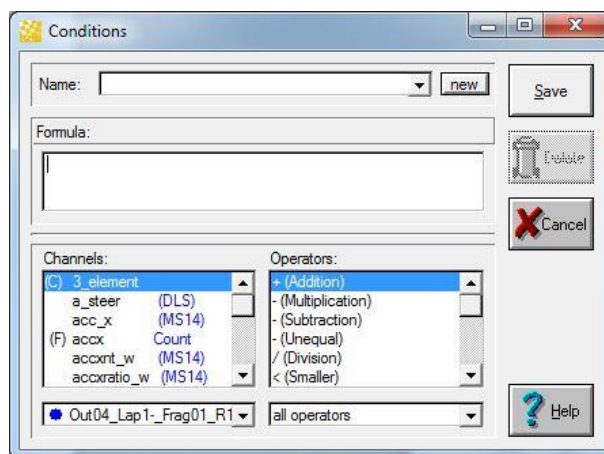 Conditions
Name:
new
Save
Formula:
Delete
Cancel
Channels:
Operators:
(C) 3_element
a_steer (DLS)
acc_x (MS14)
(F) accx Count
accxnt_w (MS14)
accxratio_w (MS14)
+ (Addition)
- (Multiplication)
- (Subtraction)
- (Unequal)
/ (Division)
< (Smaller)
Out04_Lap1-_Frag01_R1
all operators
Help